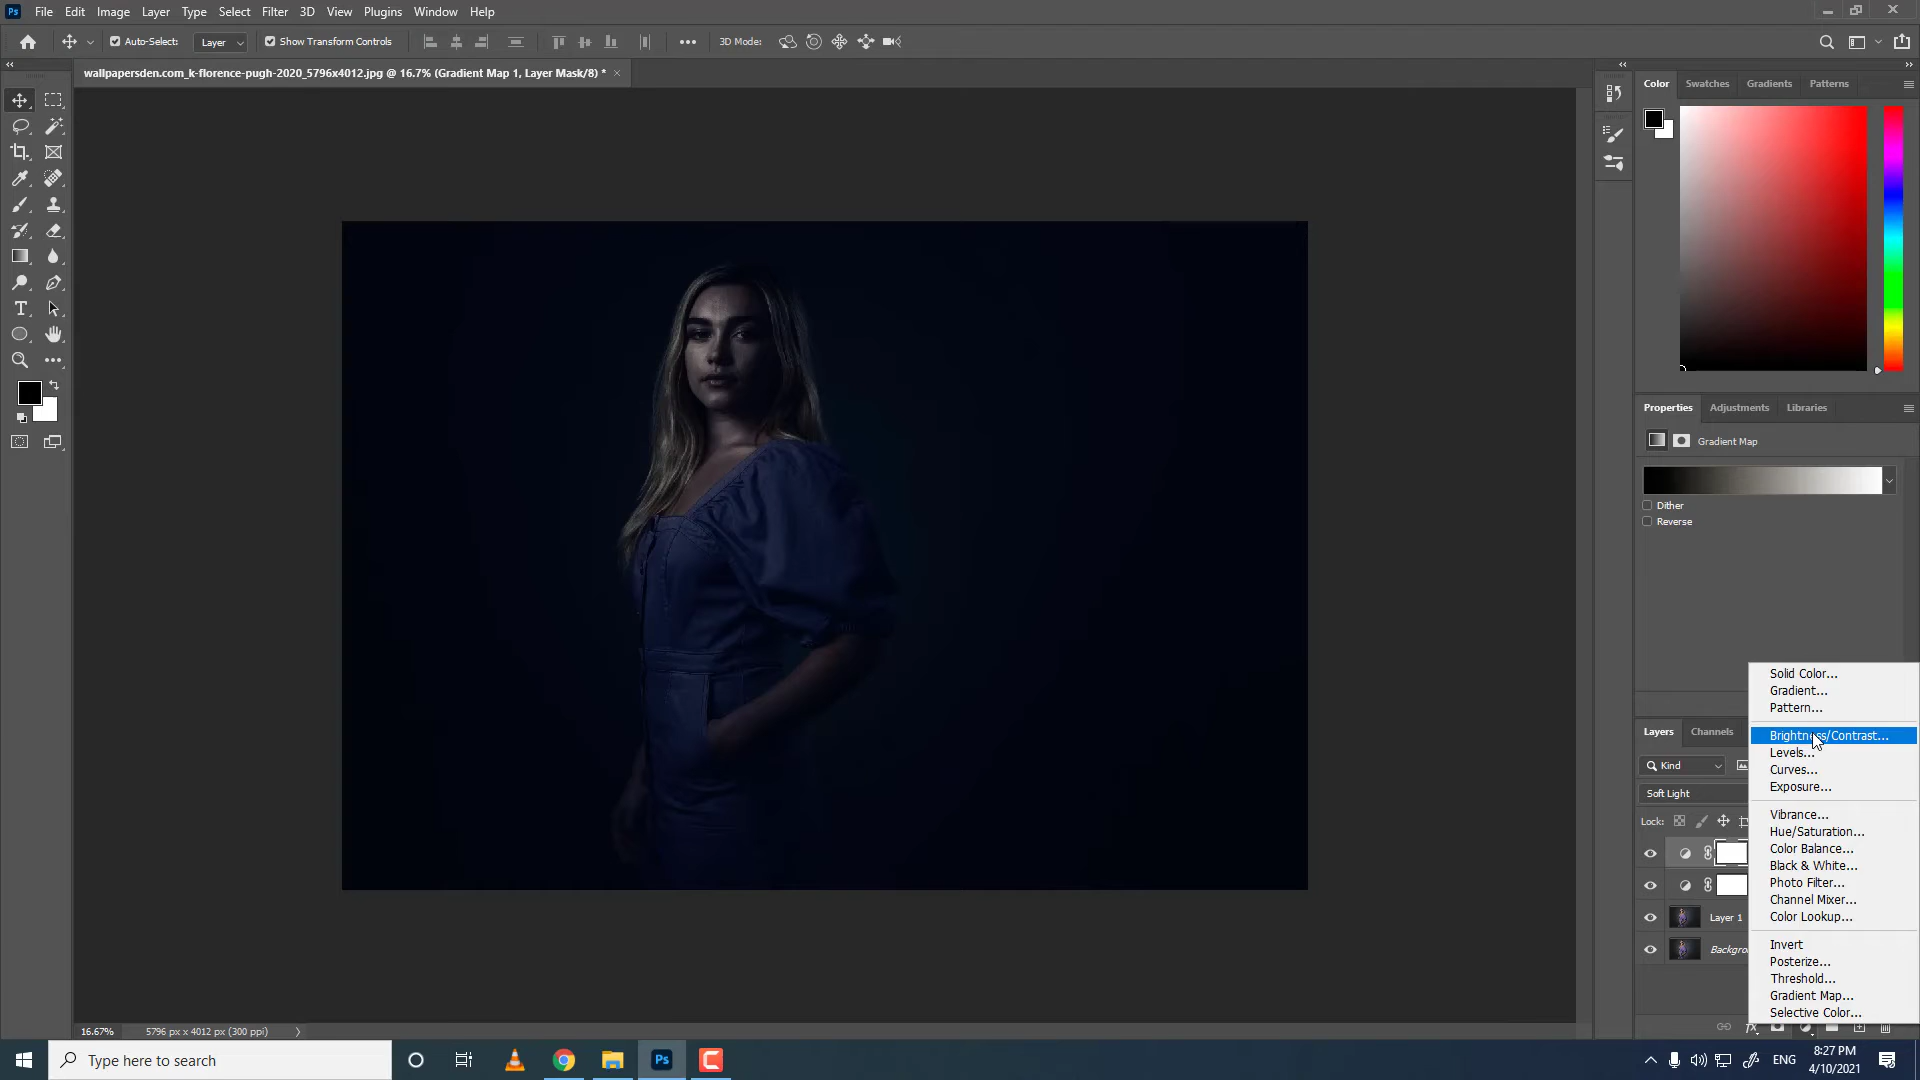 Ps File Edit Image Layer Type Select Filter 3D View Plugins Window Help
Auto-Select: Layer Show Transform Controls 3D Mode:
wallpapersden.com_k-florence-pugh-2020_5796x4012.jpg @ 16.7% (Gradient Map 1, Layer Mask/8) *
Color Swatches Gradients Patterns
Properties Adjustments Libraries
Gradient Map
Dither
Reverse
Solid Color...
Gradient...
Pattern...
Brightness/Contrast...
Levels...
Curves...
Exposure...
Vibrance...
Hue/Saturation...
Color Balance...
Black & White...
Photo Filter...
Channel Mixer...
Color Lookup...
Invert
Posterize...
Threshold...
Gradient Map...
Selective Color...
Layers Channels
Kind
Soft Light
Lock:
Layer 1
16.67% 5796 px x 4012 px (300 ppi)
Type here to search
Ps
ENG
8:27 PM
4/10/2021